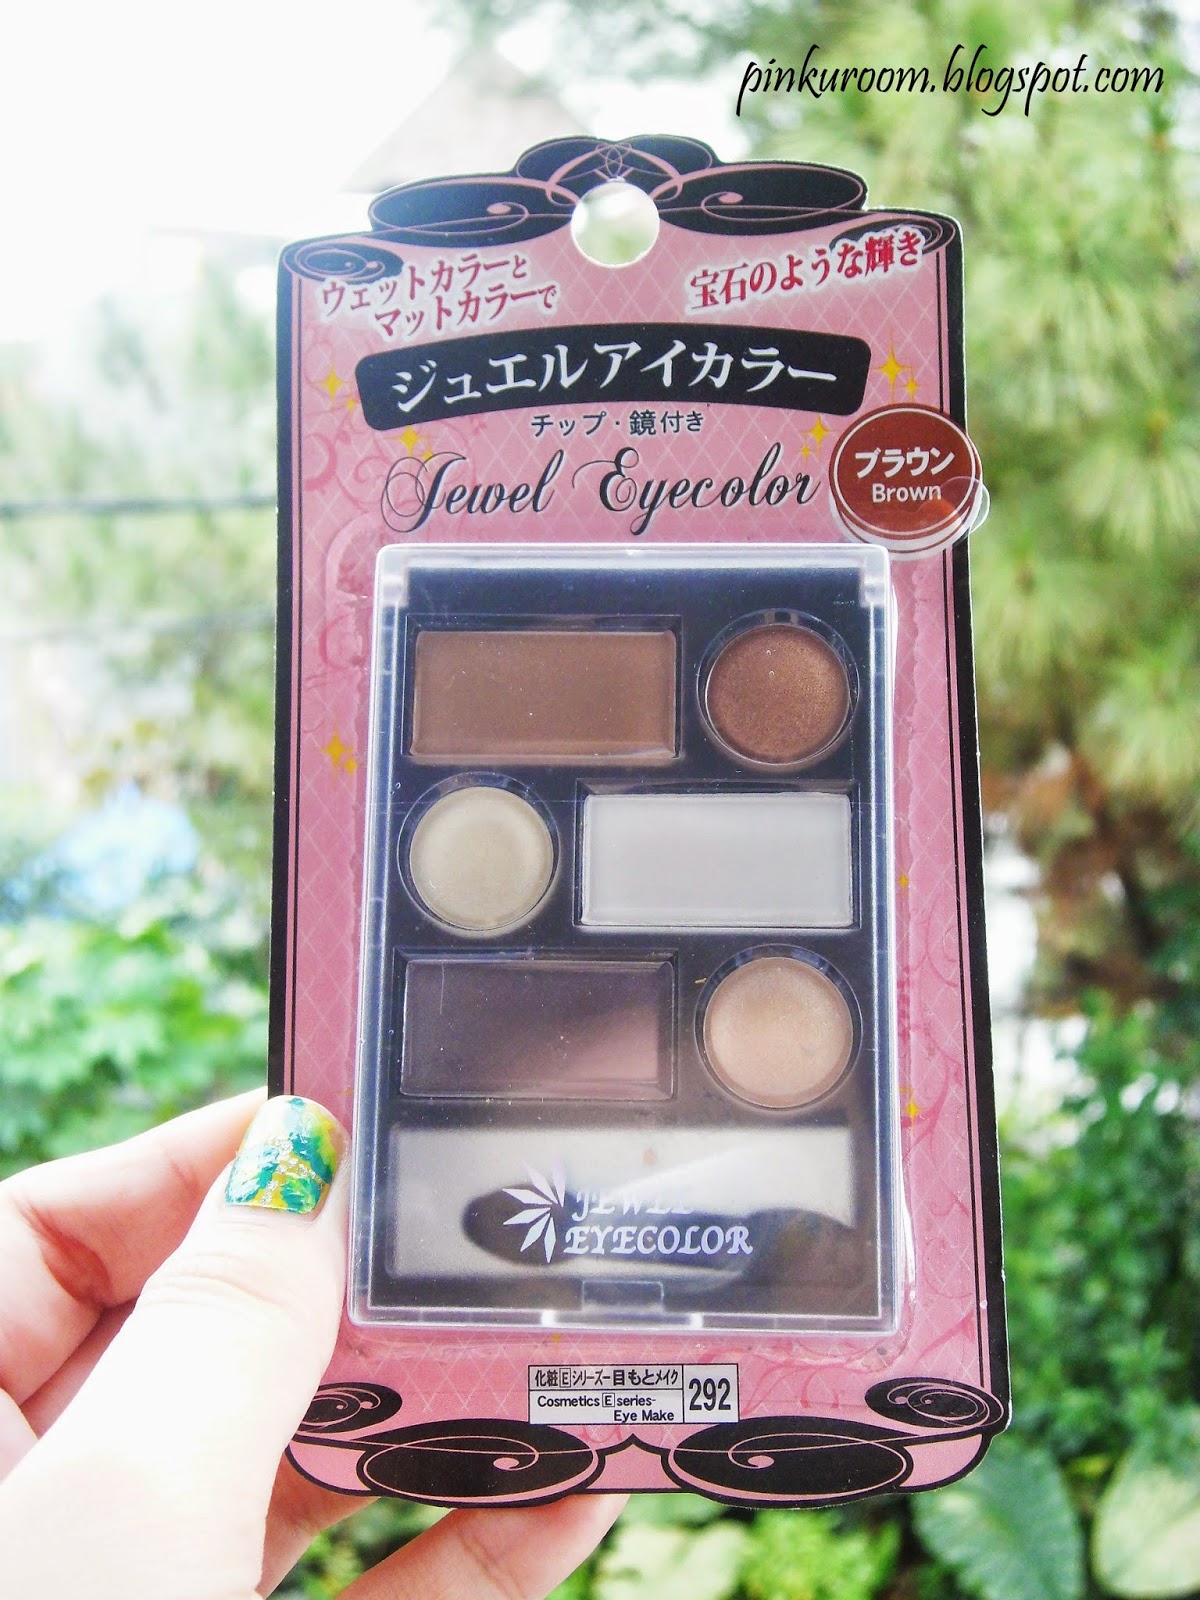 pinkuroom.blogspot.com
ウェットカラーと
マットカラーで
宝石のような輝き
ジュエルアイカラー
チップ・鏡付き
Jewel Eyecolor
ブラウン
Brown
JEWEL
EYECOLOR
化粧Eシリーズー目もとメイク
Cosmetics E series-
Eye Make
292